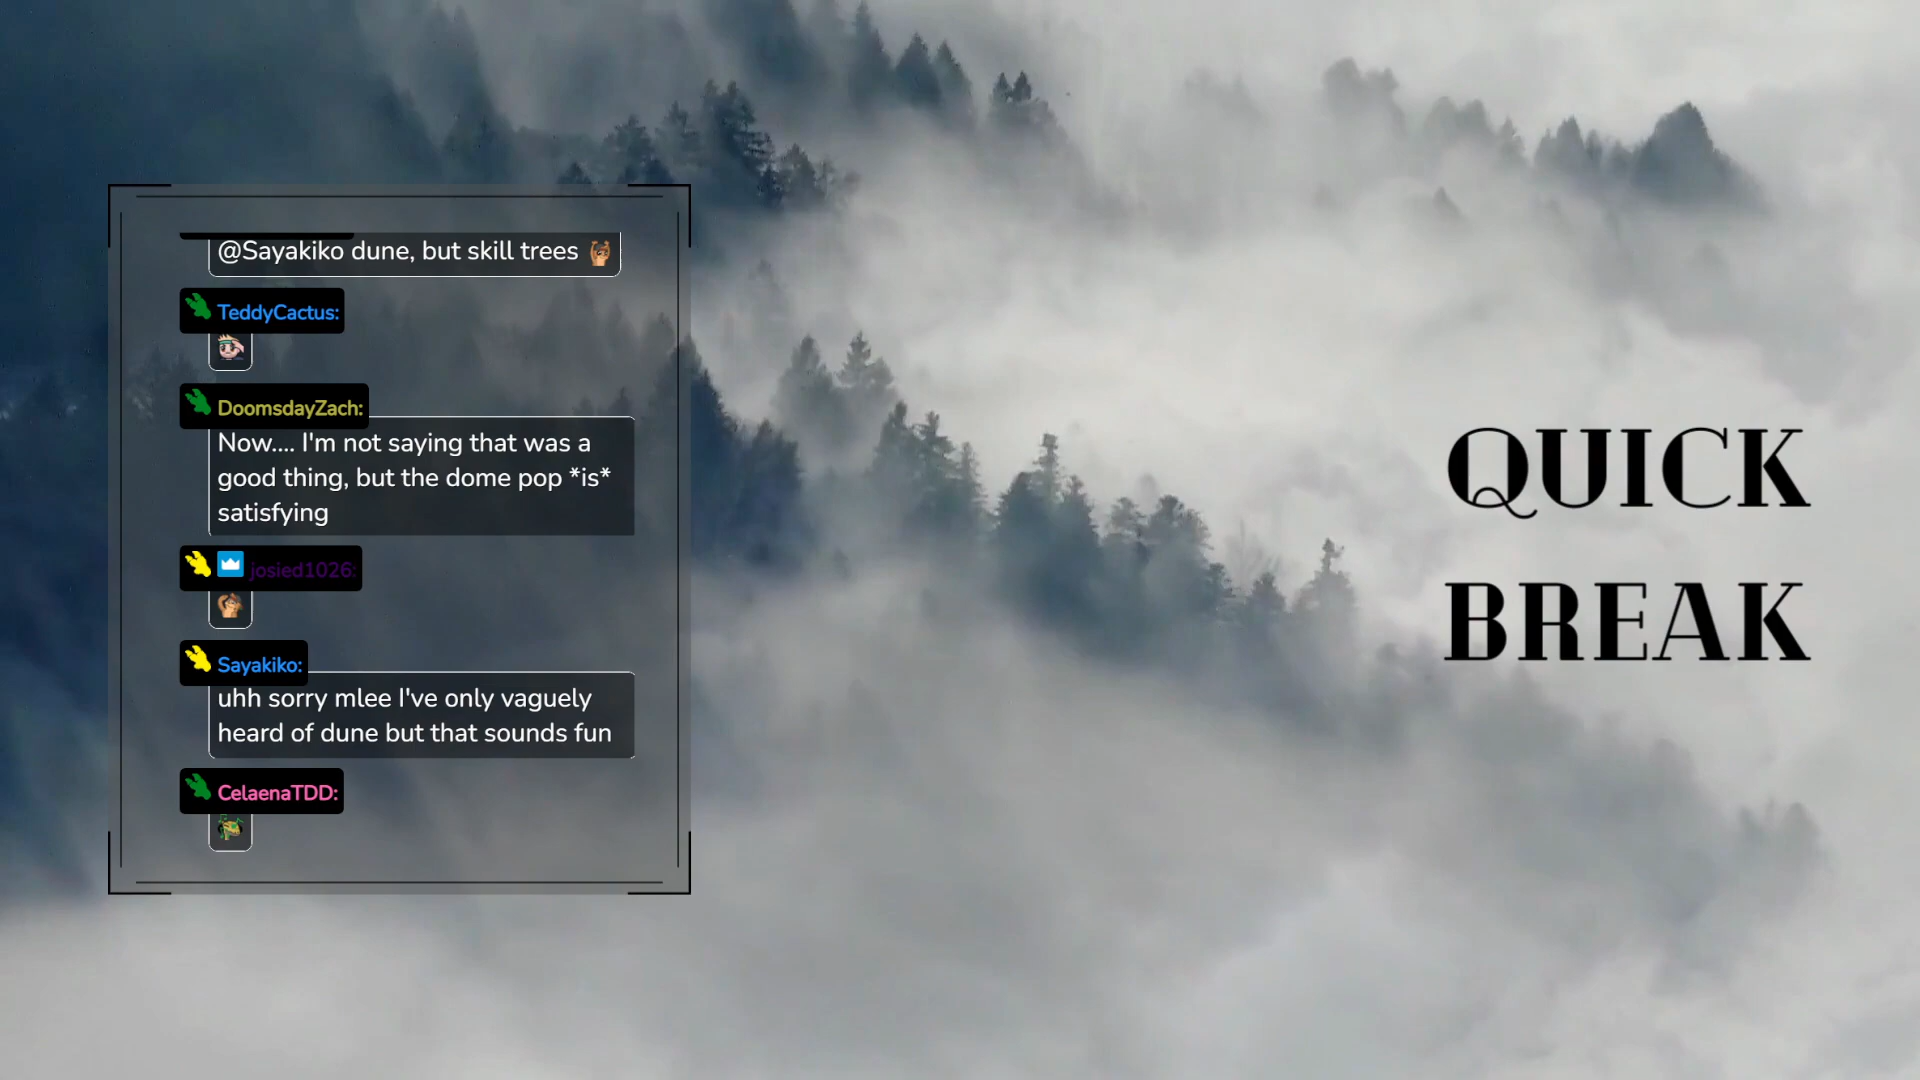 @Sayakiko dune, but skill trees
TeddyCactus:
DoomsdayZach:
Now.... I'm not saying that was a
good thing, but the dome pop *is*
satisfying
josied1026:
Sayakiko:
uhh sorry mlee I've only vaguely
heard of dune but that sounds fun
CelaenaTDD:
QUICK
BREAK